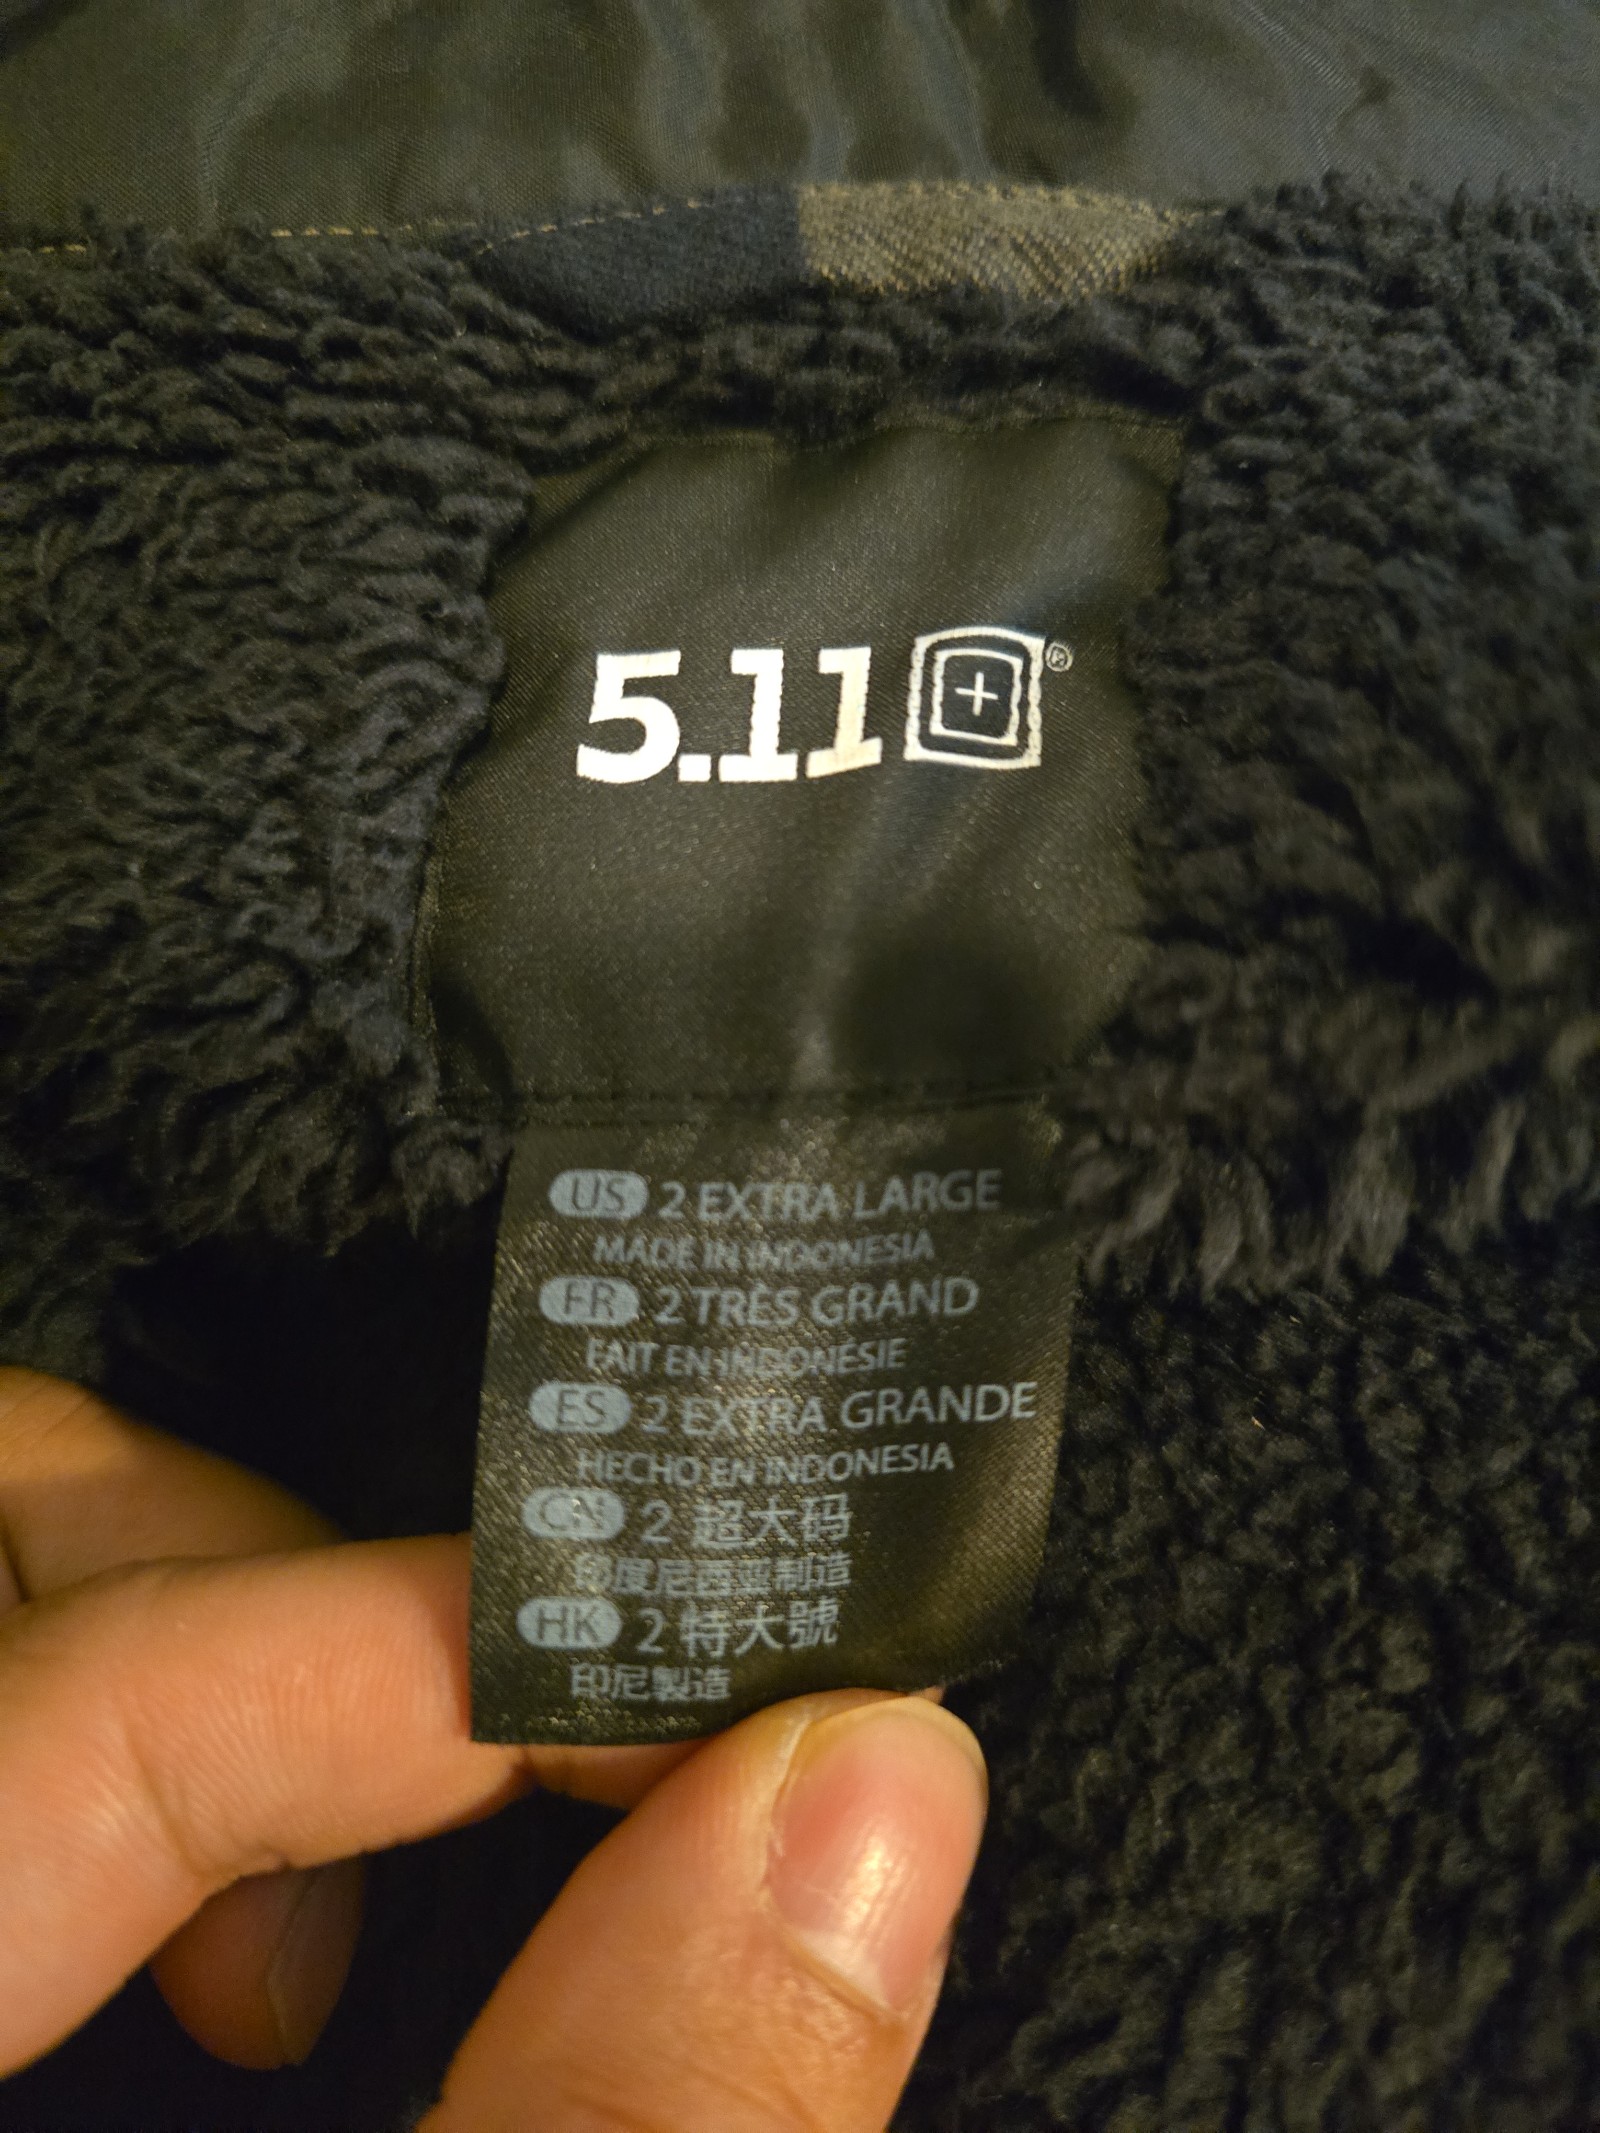 5.11®
US 2 EXTRA LARGE
MADE IN INDONESIA
FR 2 TRÈS GRAND
FAIT EN INDONÉSIE
ES 2 EXTRA GRANDE
HECHO EN INDONESIA
CN 2 超大码
印度尼西亚制造
HK 2 特大號
印尼製造